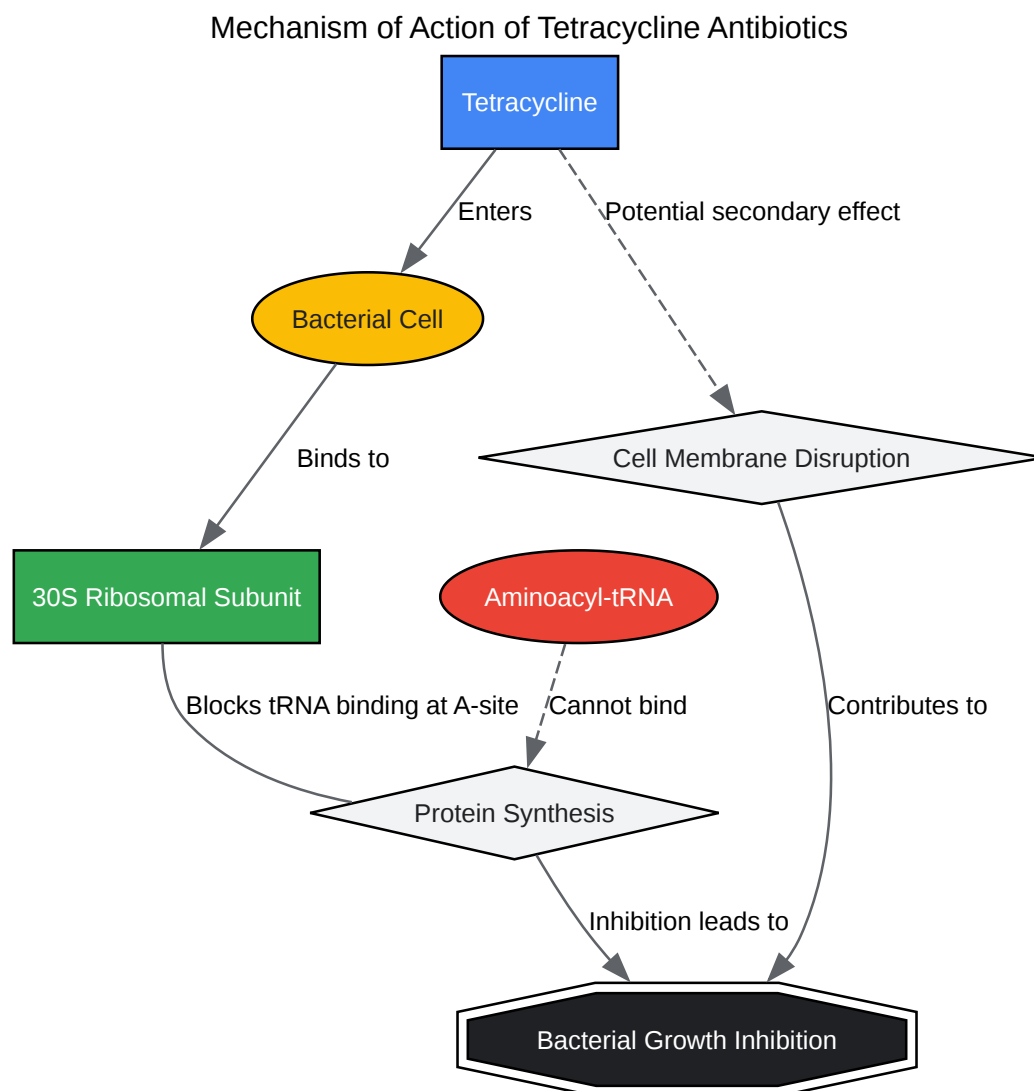 Mechanism of Action of Tetracycline Antibiotics
Tetracycline
Enters
Potential secondary effect
Bacterial Cell
Binds to
Cell Membrane Disruption
30S Ribosomal Subunit
Aminoacyl-tRNA
Blocks tRNA binding at A-site
Cannot bind
Contributes to
Protein Synthesis
Inhibition leads to
Bacterial Growth Inhibition